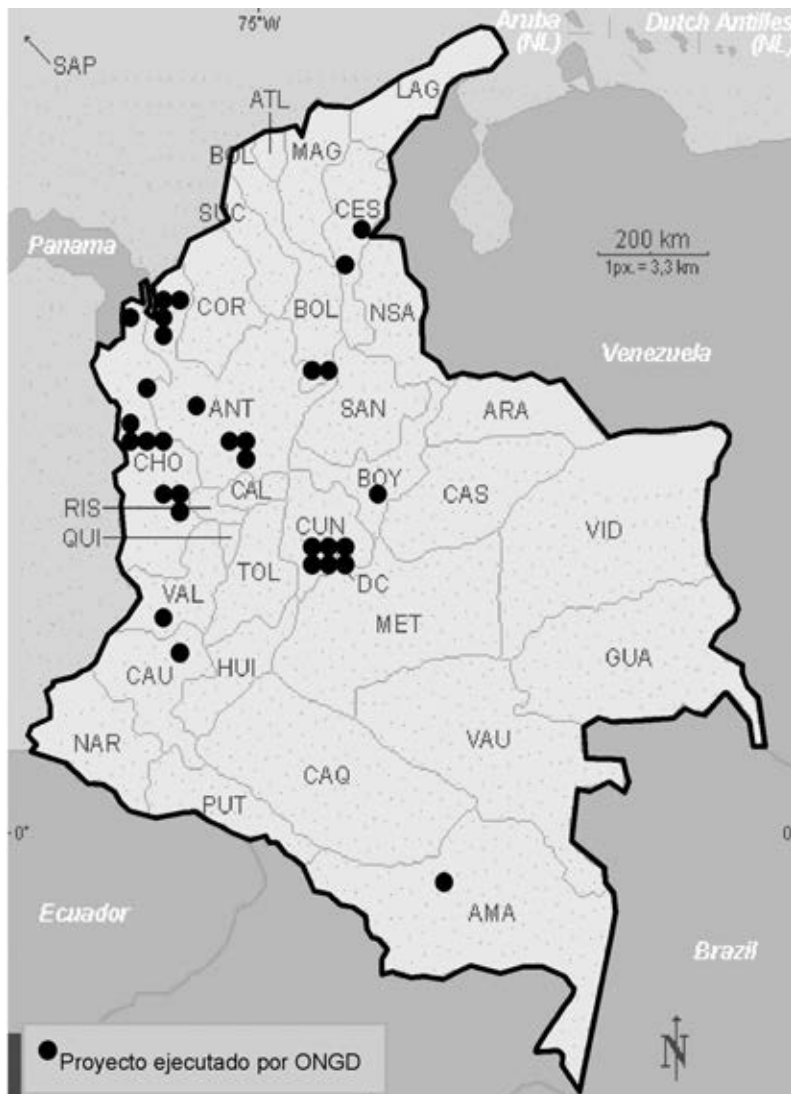 75°W
Aruba
(NL)
Dutch Antilles
(NL)
SAP
LAG
ATL
BOL
MAG
SUC
CES
Panama
200 km
1px. = 3,3 km
COR
BOL
NSA
Venezuela
ANT
SAN
ARA
CHO
BOY
CAL
CAS
RIS
CUN
VID
QUI
TOL
DC
VAL
MET
GUA
CAU
HUI
NAR
VAU
CAQ
PUT
0°
0
AMA
Ecuador
Brazil
N
Proyecto ejecutado por ONGD